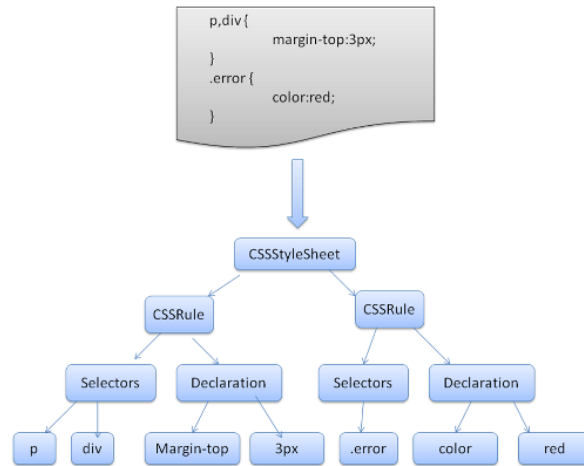 p,div {
margin-top:3px;
}
.error {
color:red;
}
CSSStyleSheet
CSSRule
CSSRule
Selectors
Declaration
Selectors
Declaration
p
div
Margin-top
3px
.error
color
red